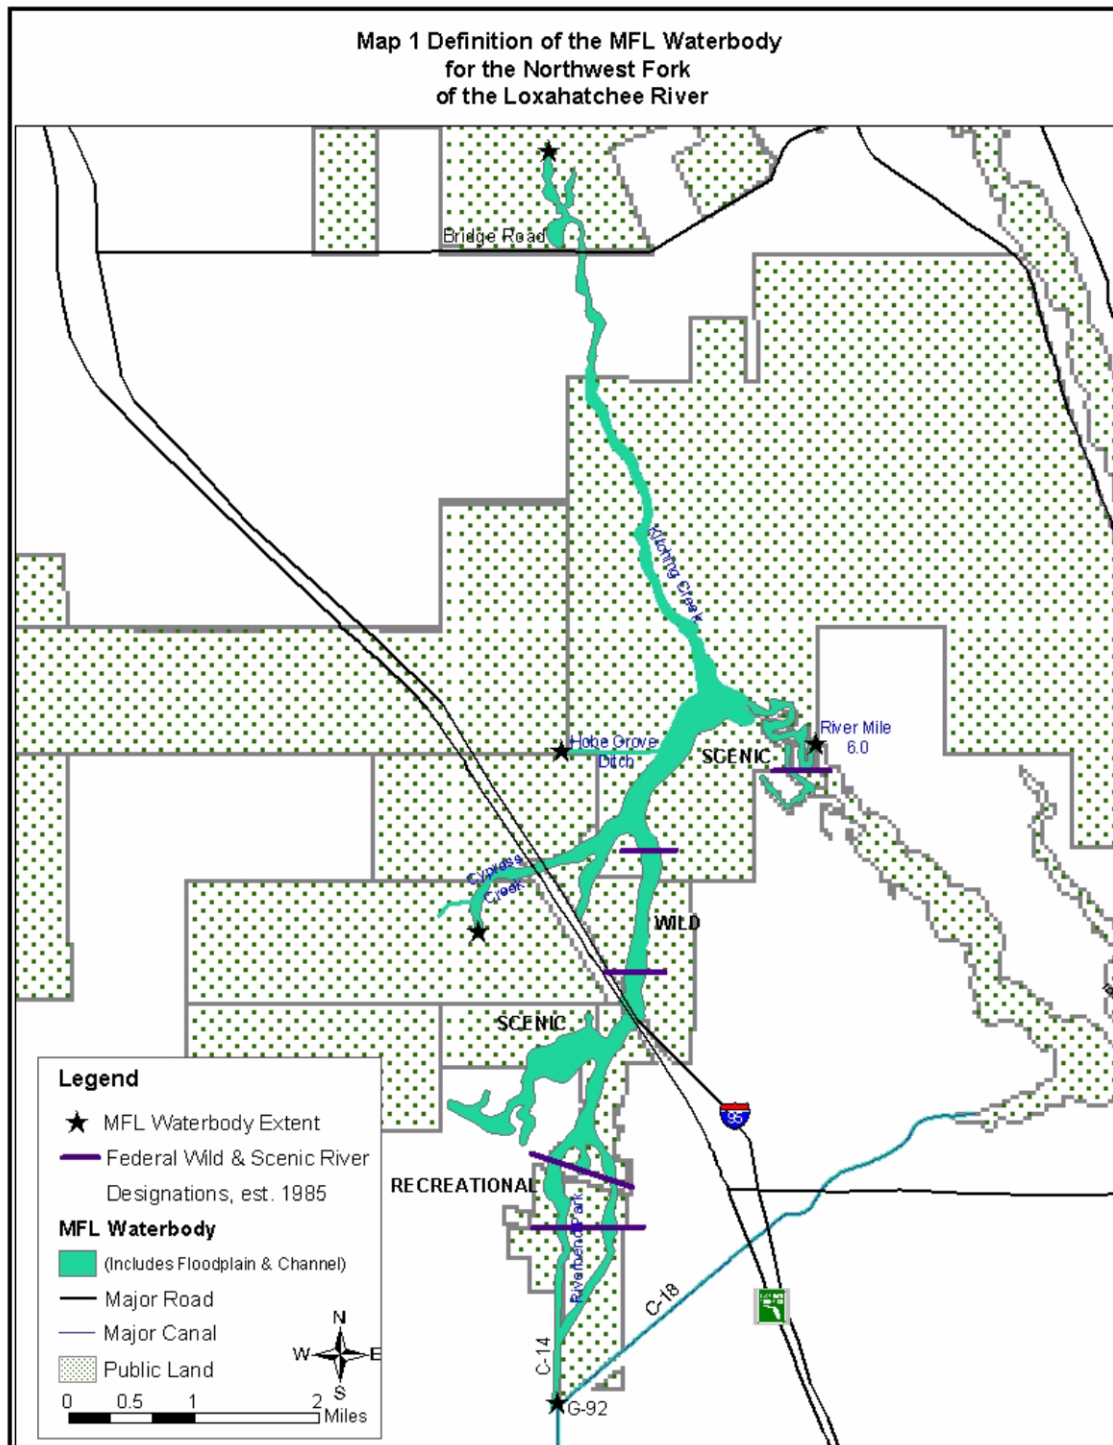 Map 1 Definition of the MFL Waterbody
for the Northwest Fork
of the Loxahatchee River
Bridge Road
Kitching Creek
River Mile
6.0
Hobe Grove
Ditch
SCENIC
Cypress
Creek
WILD
SCENIC
95
RECREATIONAL
Riverbend Park
C-18
C-14
G-92
Legend
MFL Waterbody Extent
Federal Wild & Scenic River
Designations, est. 1985
MFL Waterbody
(Includes Floodplain & Channel)
Major Road
Major Canal
Public Land
N
W E
S
0 0.5 1 2
Miles